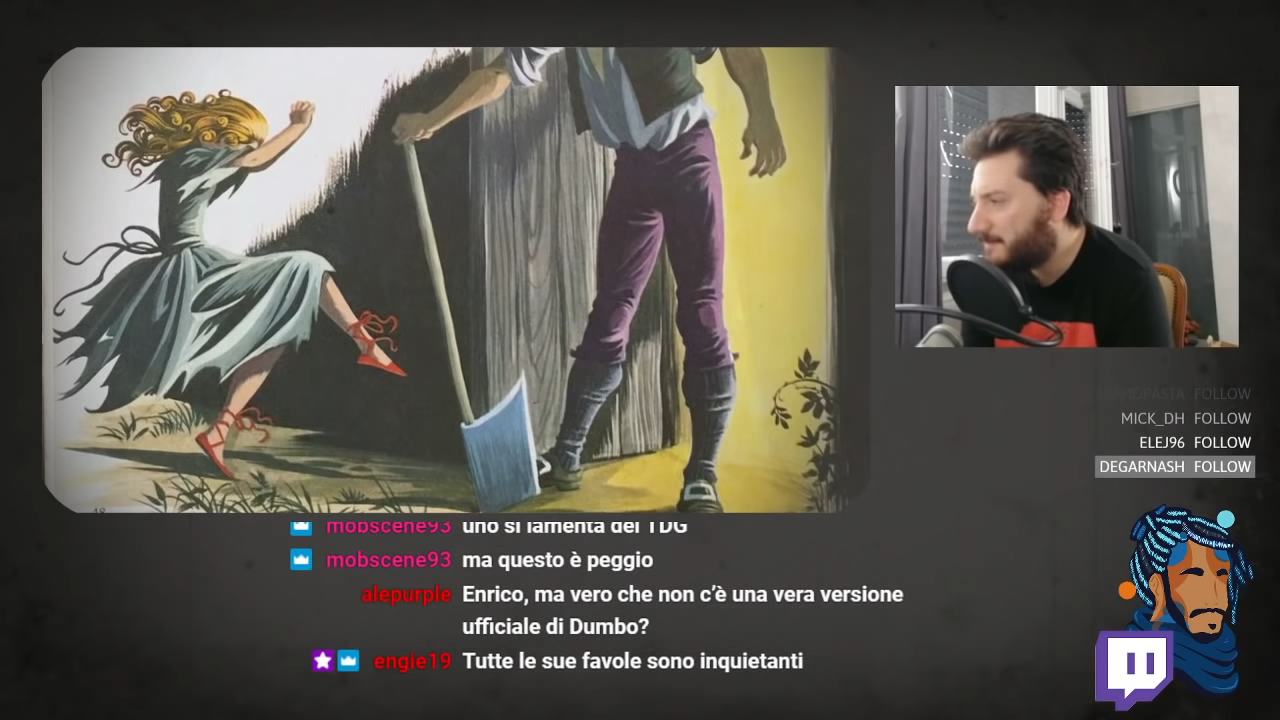 MICK_DH FOLLOW
ELEJ96 FOLLOW
DEGARNASH FOLLOW
mobscene93 uno si lamenta del TDG
mobscene93 ma questo è peggio
alepurple Enrico, ma vero che non c'è una vera versione
ufficiale di Dumbo?
engie19 Tutte le sue favole sono inquietanti